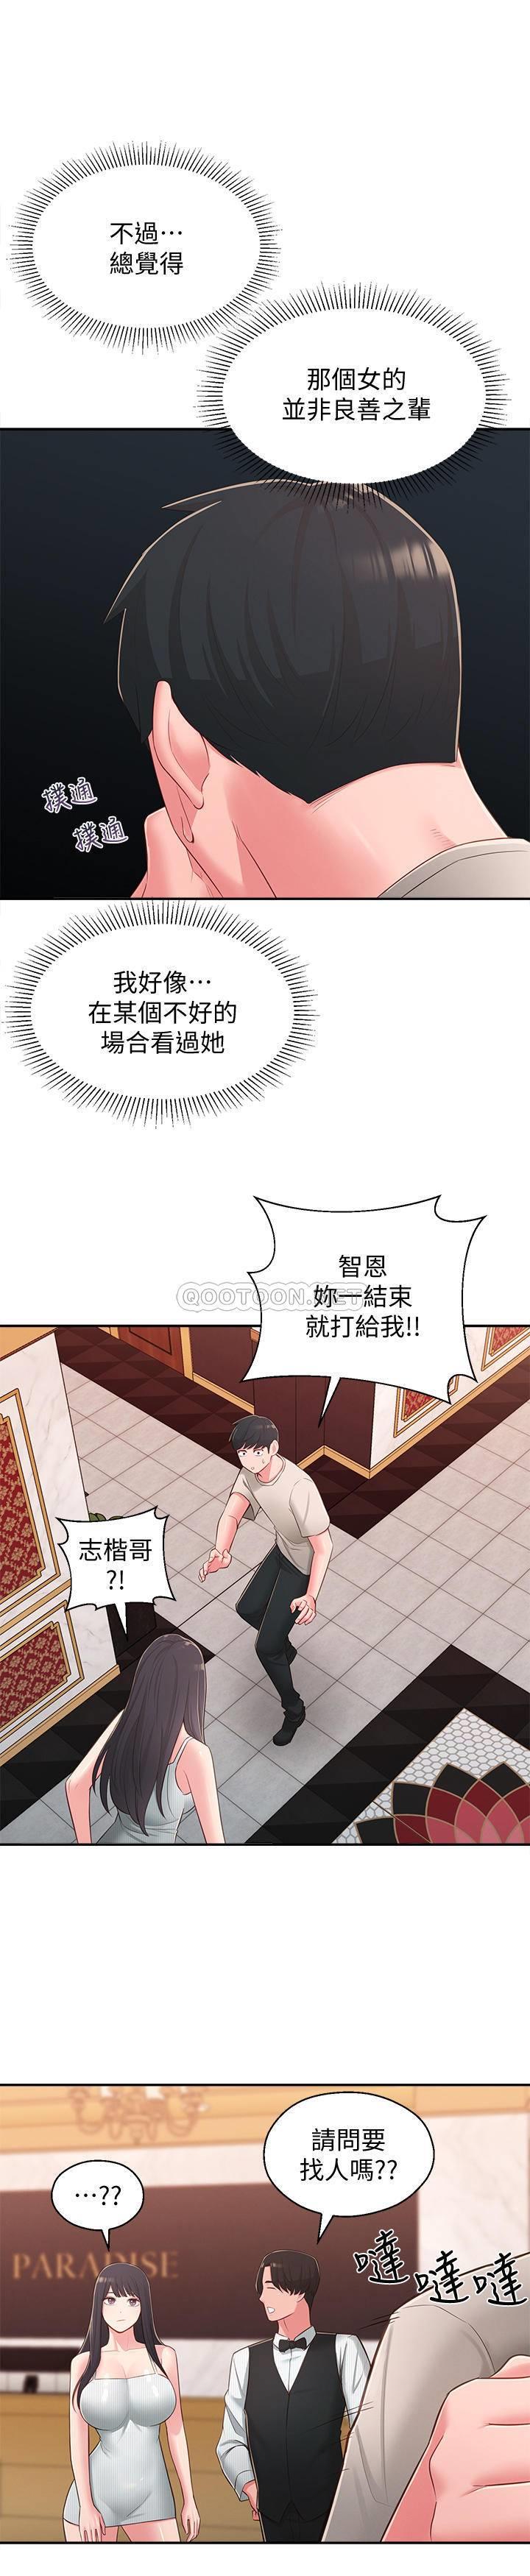 不過…
總覺得
那個女的
並非良善之輩
撲通
撲通
我好像…
在某個不好的
場合看過她
智恩
妳一結束
就打給我!!
QOOTOON.NET
志楷哥
?!
請問要
找人嗎??
…??
PARADISE
噠
噠
噠